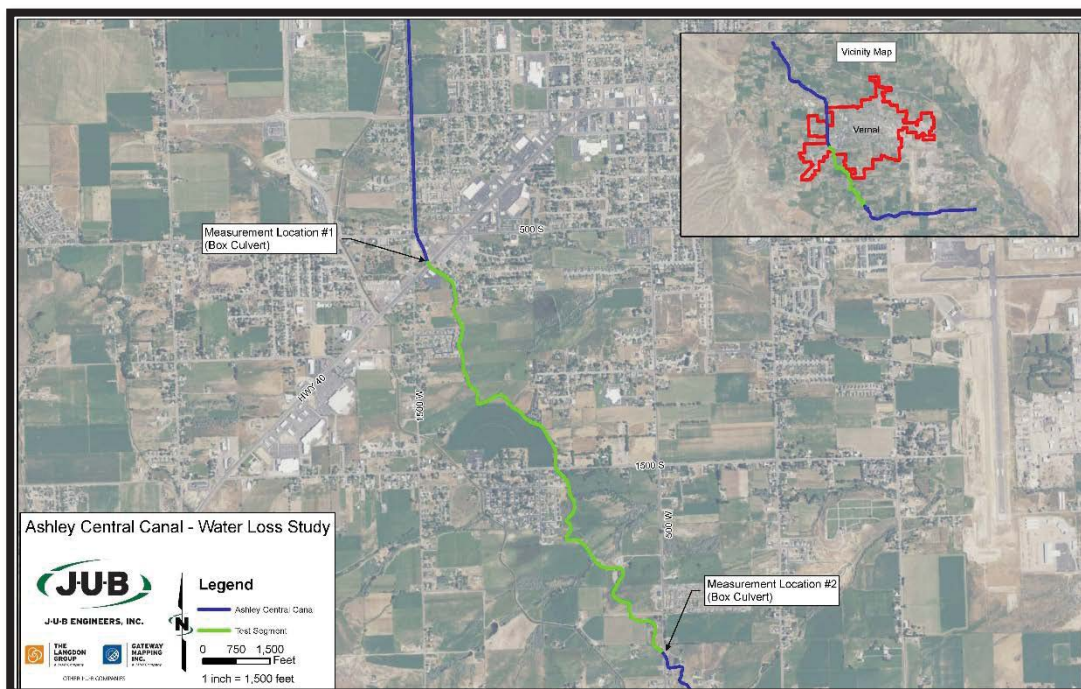 Vicinity Map
Vernal
Measurement Location #1
(Box Culvert)
500 S
HWY 40
1500 W
1500 S
500 W
Measurement Location #2
(Box Culvert)
Ashley Central Canal - Water Loss Study
J·U·B
J-U-B ENGINEERS, INC.
THE
LANGDON
GROUP
GATEWAY
MAPPING
INC.
OTHER J-U-B COMPANIES
Legend
Ashley Central Canal
Test Segment
N
0 750 1,500
Feet
1 inch = 1,500 feet